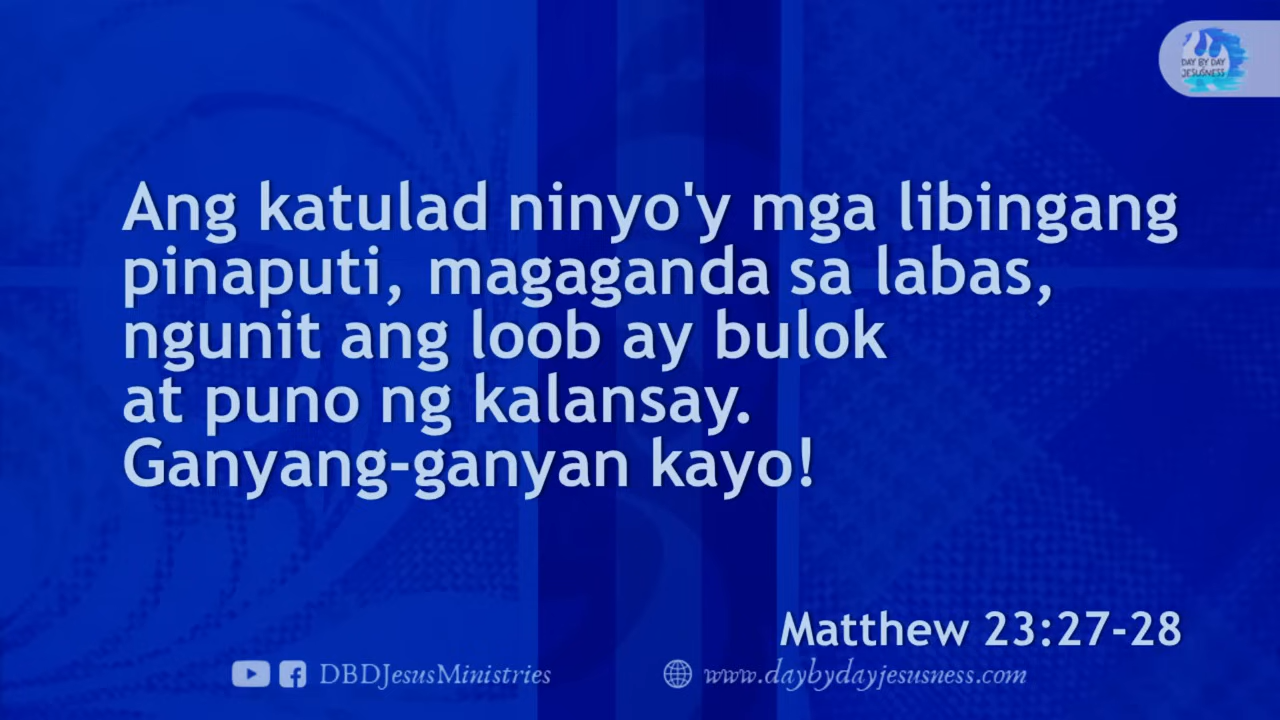 DAY BY DAY
JESUSNESS
Ang katulad ninyo'y mga libingang
pinaputi, magaganda sa labas,
ngunit ang loob ay bulok
at puno ng kalansay.
Ganyang-ganyan kayo!
Matthew 23:27-28
DBDJesusMinistries
www.daybydayjesusness.com